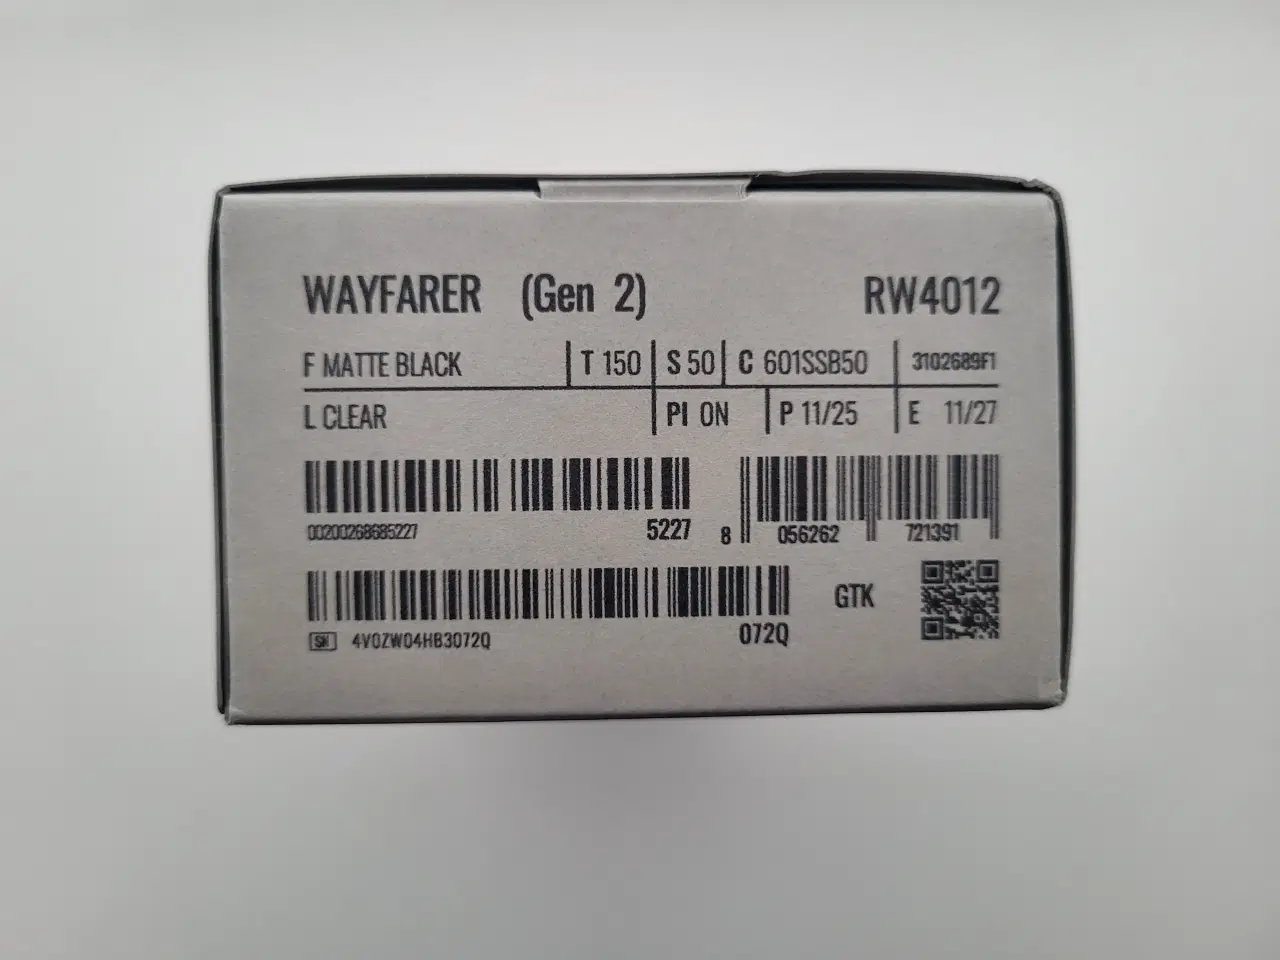 WAYFARER (Gen 2) RW4012
F MATTE BLACK T 150 S 50 C 601SSB50 3102689F1
L CLEAR PI ON P 11/25 E 11/27
00200268685227 5227 8 056262 721391
SN 4V0ZW04HB3072Q 072Q GTK